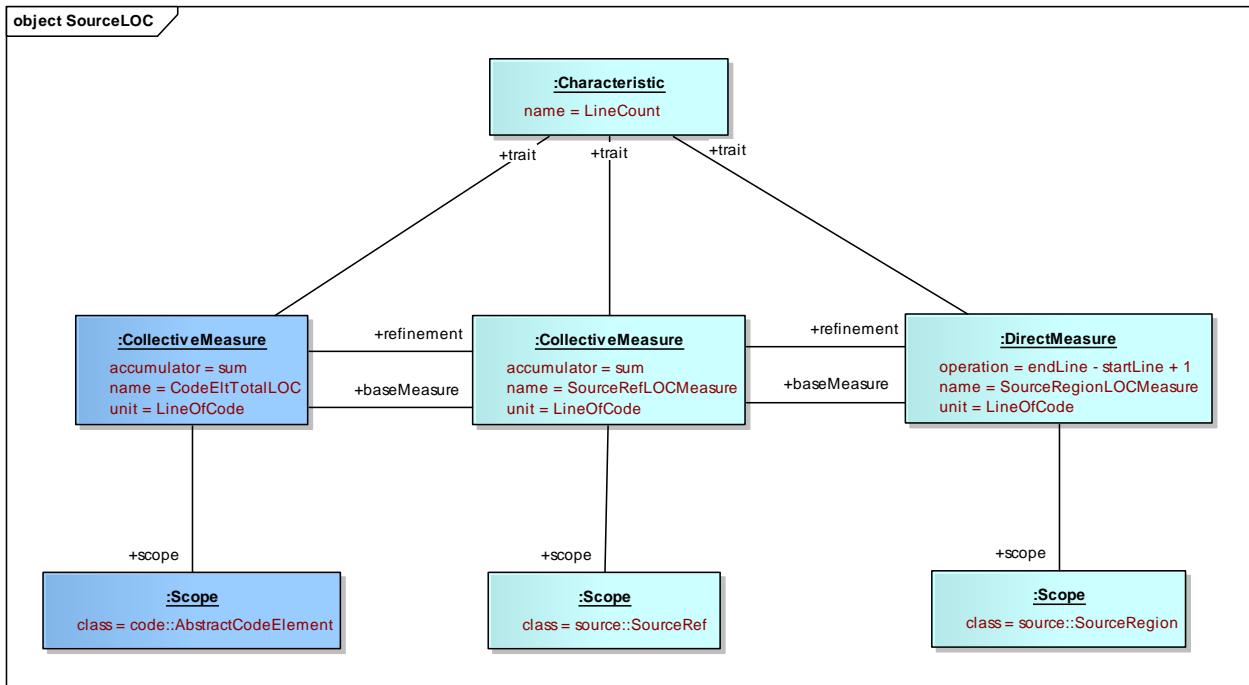 object SourceLOC
:Characteristic
name = LineCount
+trait
+trait
+trait
:CollectiveMeasure
accumulator = sum
name = CodeEltTotalLOC
unit = LineOfCode
+refinement
+baseMeasure
:CollectiveMeasure
accumulator = sum
name = SourceRefLOCMeasure
unit = LineOfCode
+refinement
+baseMeasure
:DirectMeasure
operation = endLine - startLine + 1
name = SourceRegionLOCMeasure
unit = LineOfCode
+scope
+scope
+scope
:Scope
class = code::AbstractCodeElement
:Scope
class = source::SourceRef
:Scope
class = source::SourceRegion